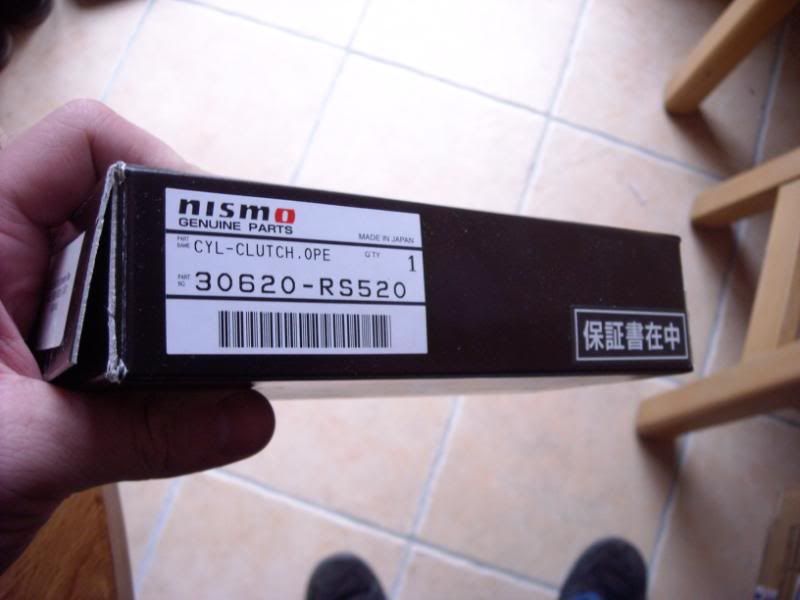 nismo
GENUINE PARTS
MADE IN JAPAN
PART NAME CYL-CLUTCH.OPE QTY 1
PART NO. 30620-RS520
保証書在中